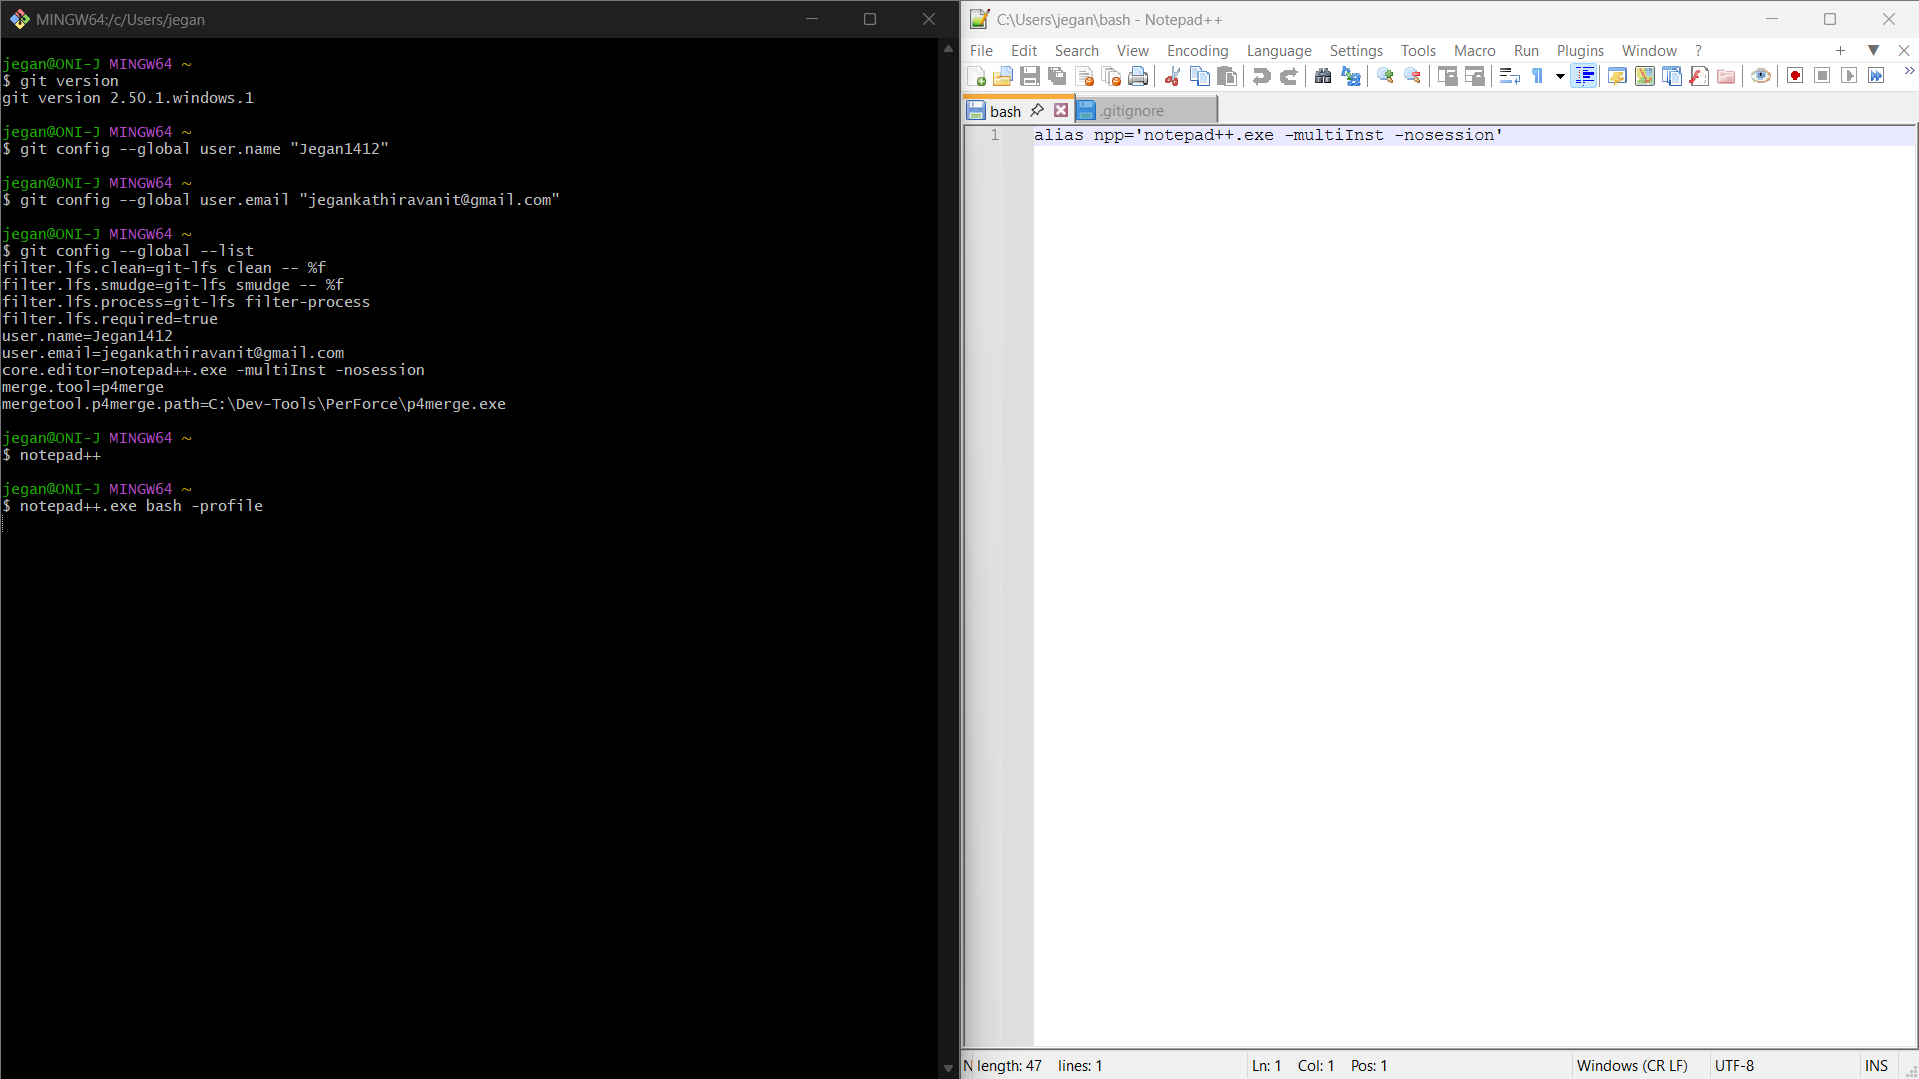 MINGW64:/c/Users/jegan
jegan@ONI-J MINGW64 ~
$ git version
git version 2.50.1.windows.1
jegan@ONI-J MINGW64 ~
$ git config --global user.name "Jegan1412"
jegan@ONI-J MINGW64 ~
$ git config --global user.email "jegankathiravanit@gmail.com"
jegan@ONI-J MINGW64 ~
$ git config --global --list
filter.lfs.clean=git-lfs clean -- %f
filter.lfs.smudge=git-lfs smudge -- %f
filter.lfs.process=git-lfs filter-process
filter.lfs.required=true
user.name=Jegan1412
user.email=jegankathiravanit@gmail.com
core.editor=notepad++.exe -multiInst -nosession
merge.tool=p4merge
mergetool.p4merge.path=C:\Dev-Tools\PerForce\p4merge.exe
jegan@ONI-J MINGW64 ~
$ notepad++
jegan@ONI-J MINGW64 ~
$ notepad++.exe bash -profile
C:\Users\jegan\bash - Notepad++
File Edit Search View Encoding Language Settings Tools Macro Run Plugins Window ?
bash .gitignore
1 alias npp='notepad++.exe -multiInst -nosession'
N length: 47 lines: 1 Ln: 1 Col: 1 Pos: 1 Windows (CR LF) UTF-8 INS